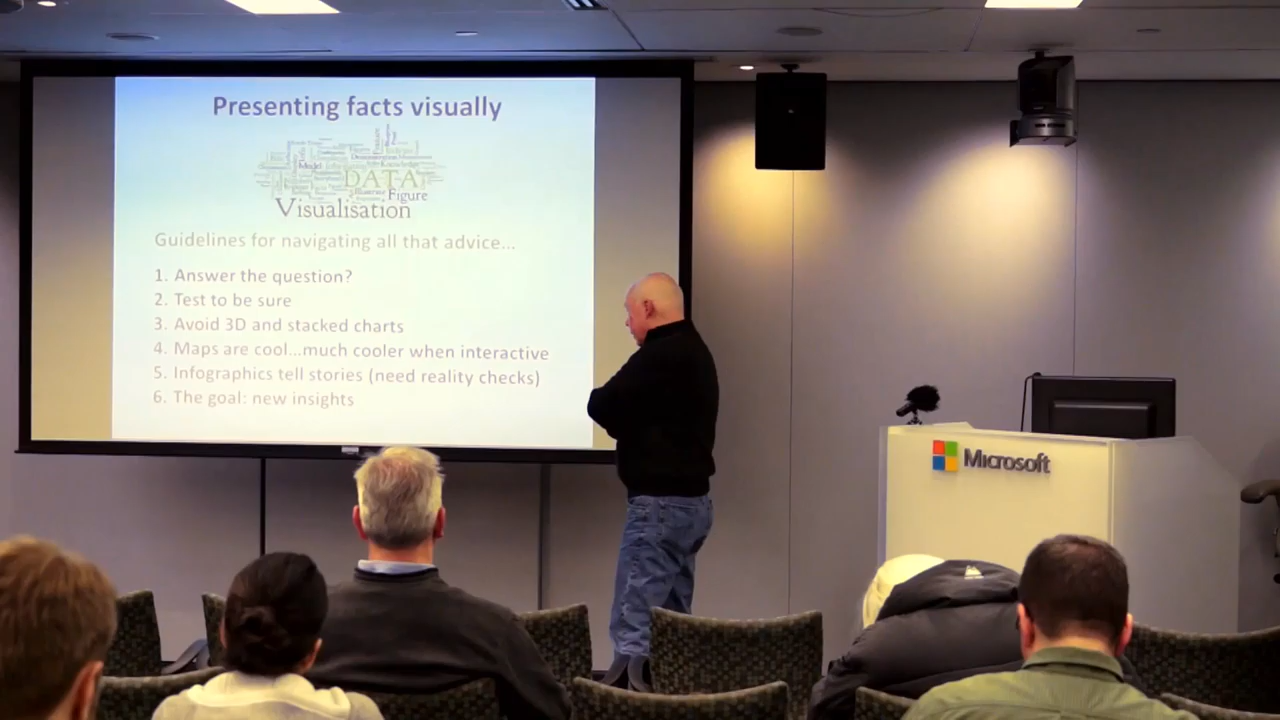 Presenting facts visually
Model
DATA
Figure
Visualisation
Guidelines for navigating all that advice...
1. Answer the question?
2. Test to be sure
3. Avoid 3D and stacked charts
4. Maps are cool...much cooler when interactive
5. Infographics tell stories (need reality checks)
6. The goal: new insights
Microsoft